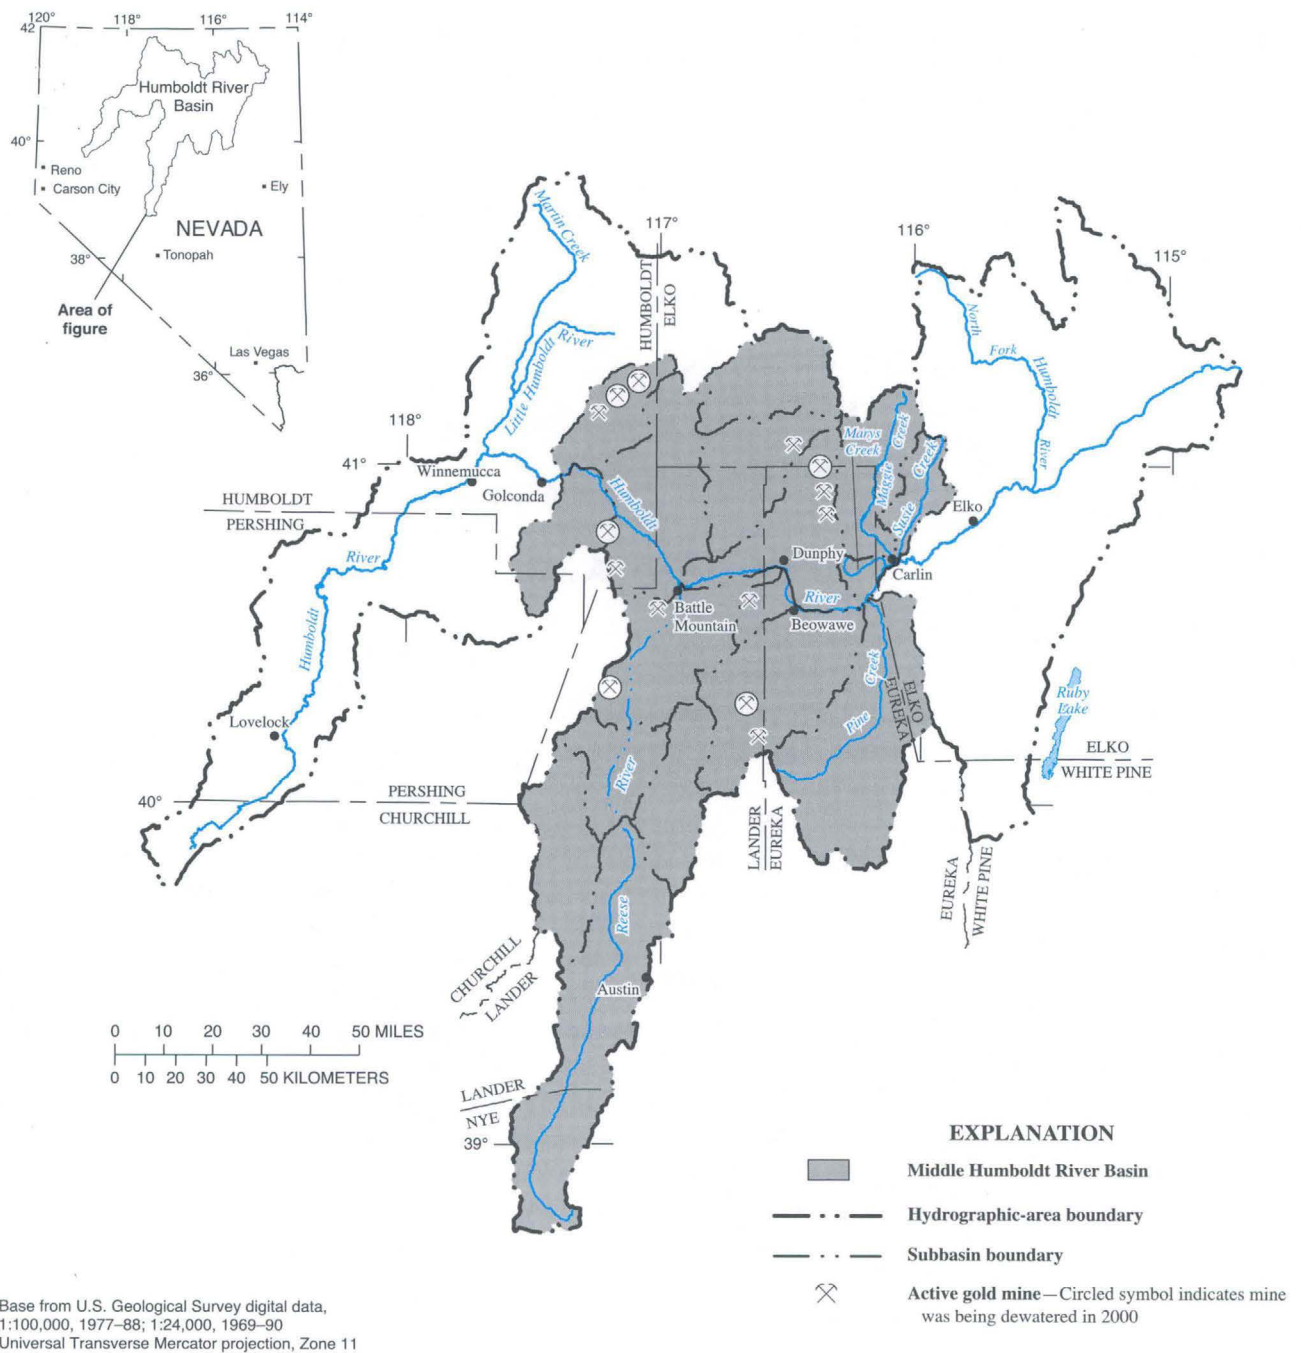 120°
118°
116°
114°
42
Humboldt River
Basin
40°
Reno
Carson City
Ely
NEVADA
38°
Tonopah
Area of
figure
Las Vegas
36°
Martin Creek
117°
116°
115°
HUMBOLDT
ELKO
Little Humboldt River
North Fork Humboldt River
118°
41°
Winnemucca
Golconda
Humboldt
Marys
Creek
Maggie Creek
Susie Creek
Elko
HUMBOLDT
PERSHING
River
Dunphy
Carlin
Humboldt
Battle
Mountain
River
Beowawe
Pine Creek
ELKO
EUREKA
Ruby
Lake
Lovelock
River
ELKO
WHITE PINE
40°
PERSHING
CHURCHILL
LANDER
EUREKA
EUREKA
WHITE PINE
Reese
CHURCHILL
LANDER
Austin
0 10 20 30 40 50 MILES
0 10 20 30 40 50 KILOMETERS
LANDER
NYE
39°
EXPLANATION
Middle Humboldt River Basin
Hydrographic-area boundary
Subbasin boundary
Active gold mine—Circled symbol indicates mine
was being dewatered in 2000
Base from U.S. Geological Survey digital data,
1:100,000, 1977–88; 1:24,000, 1969–90
Universal Transverse Mercator projection, Zone 11